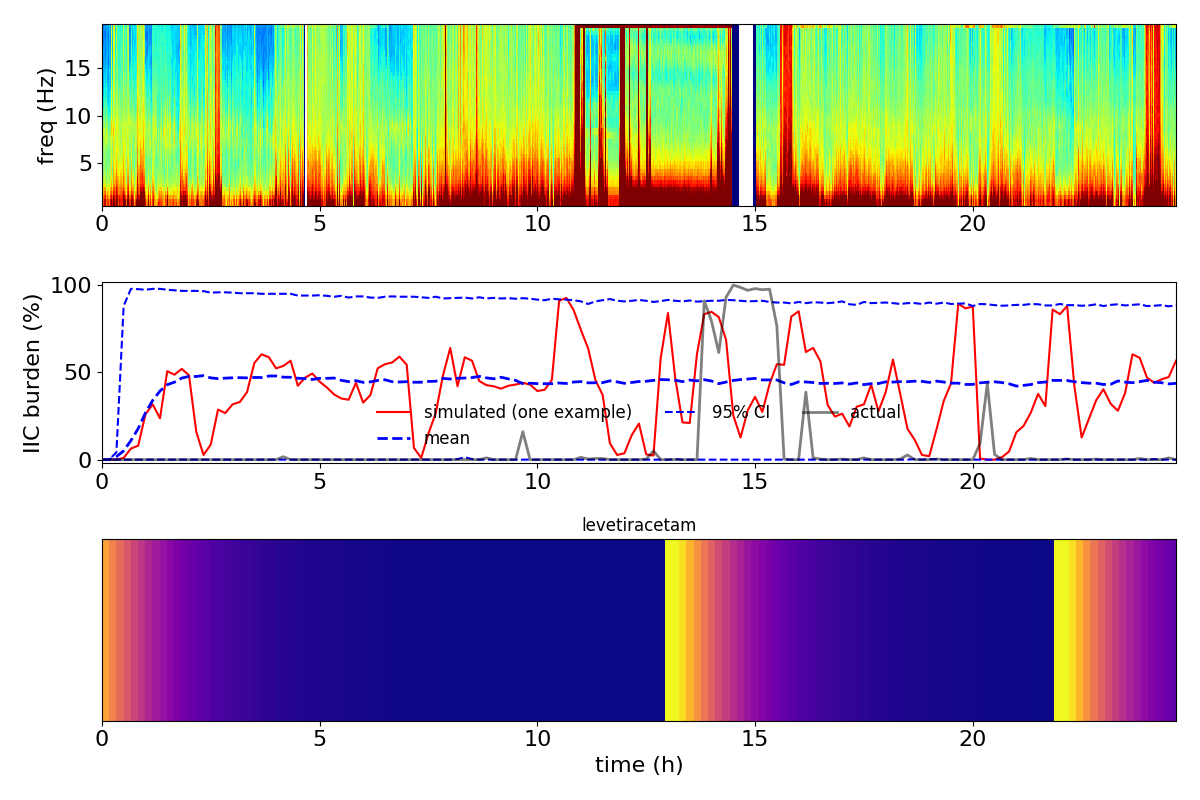 freq (Hz)
15
10
5
0 5 10 15 20
IIC burden (%)
100
50
0
simulated (one example) 95% CI actual
mean
0 5 10 15 20
levetiracetam
0 5 10 15 20
time (h)